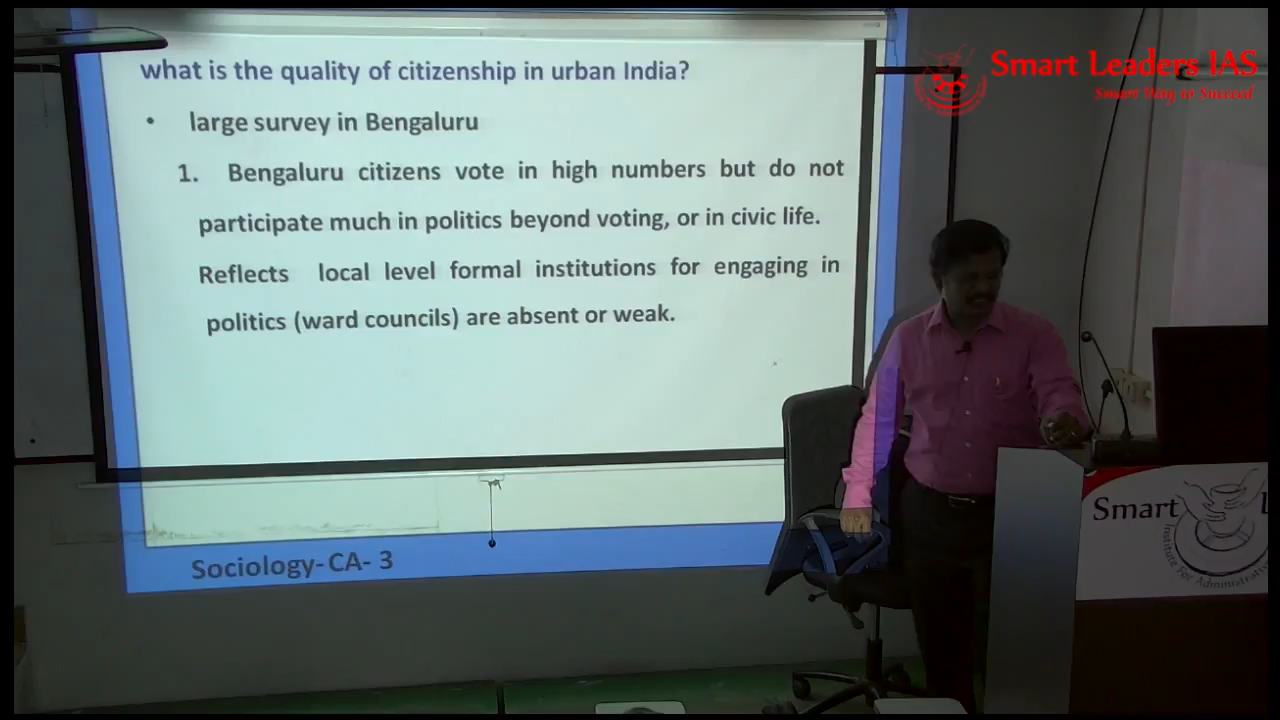 what is the quality of citizenship in urban India?
Smart Leaders IAS
Smart Way to Succeed
• large survey in Bengaluru
1. Bengaluru citizens vote in high numbers but do not
participate much in politics beyond voting, or in civic life.
Reflects local level formal institutions for engaging in
politics (ward councils) are absent or weak.
Smart L
Institute For Administrative
Sociology- CA- 3